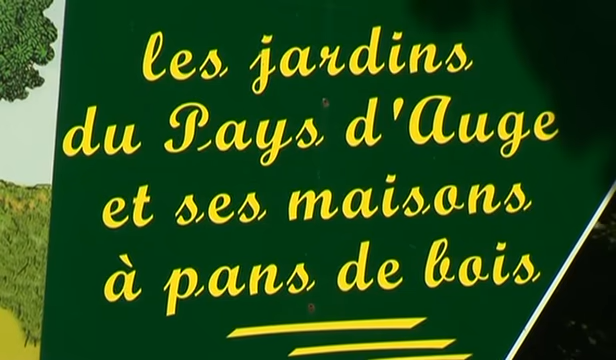 les jardins
du Pays d'Auge
et ses maisons
à pans de bois